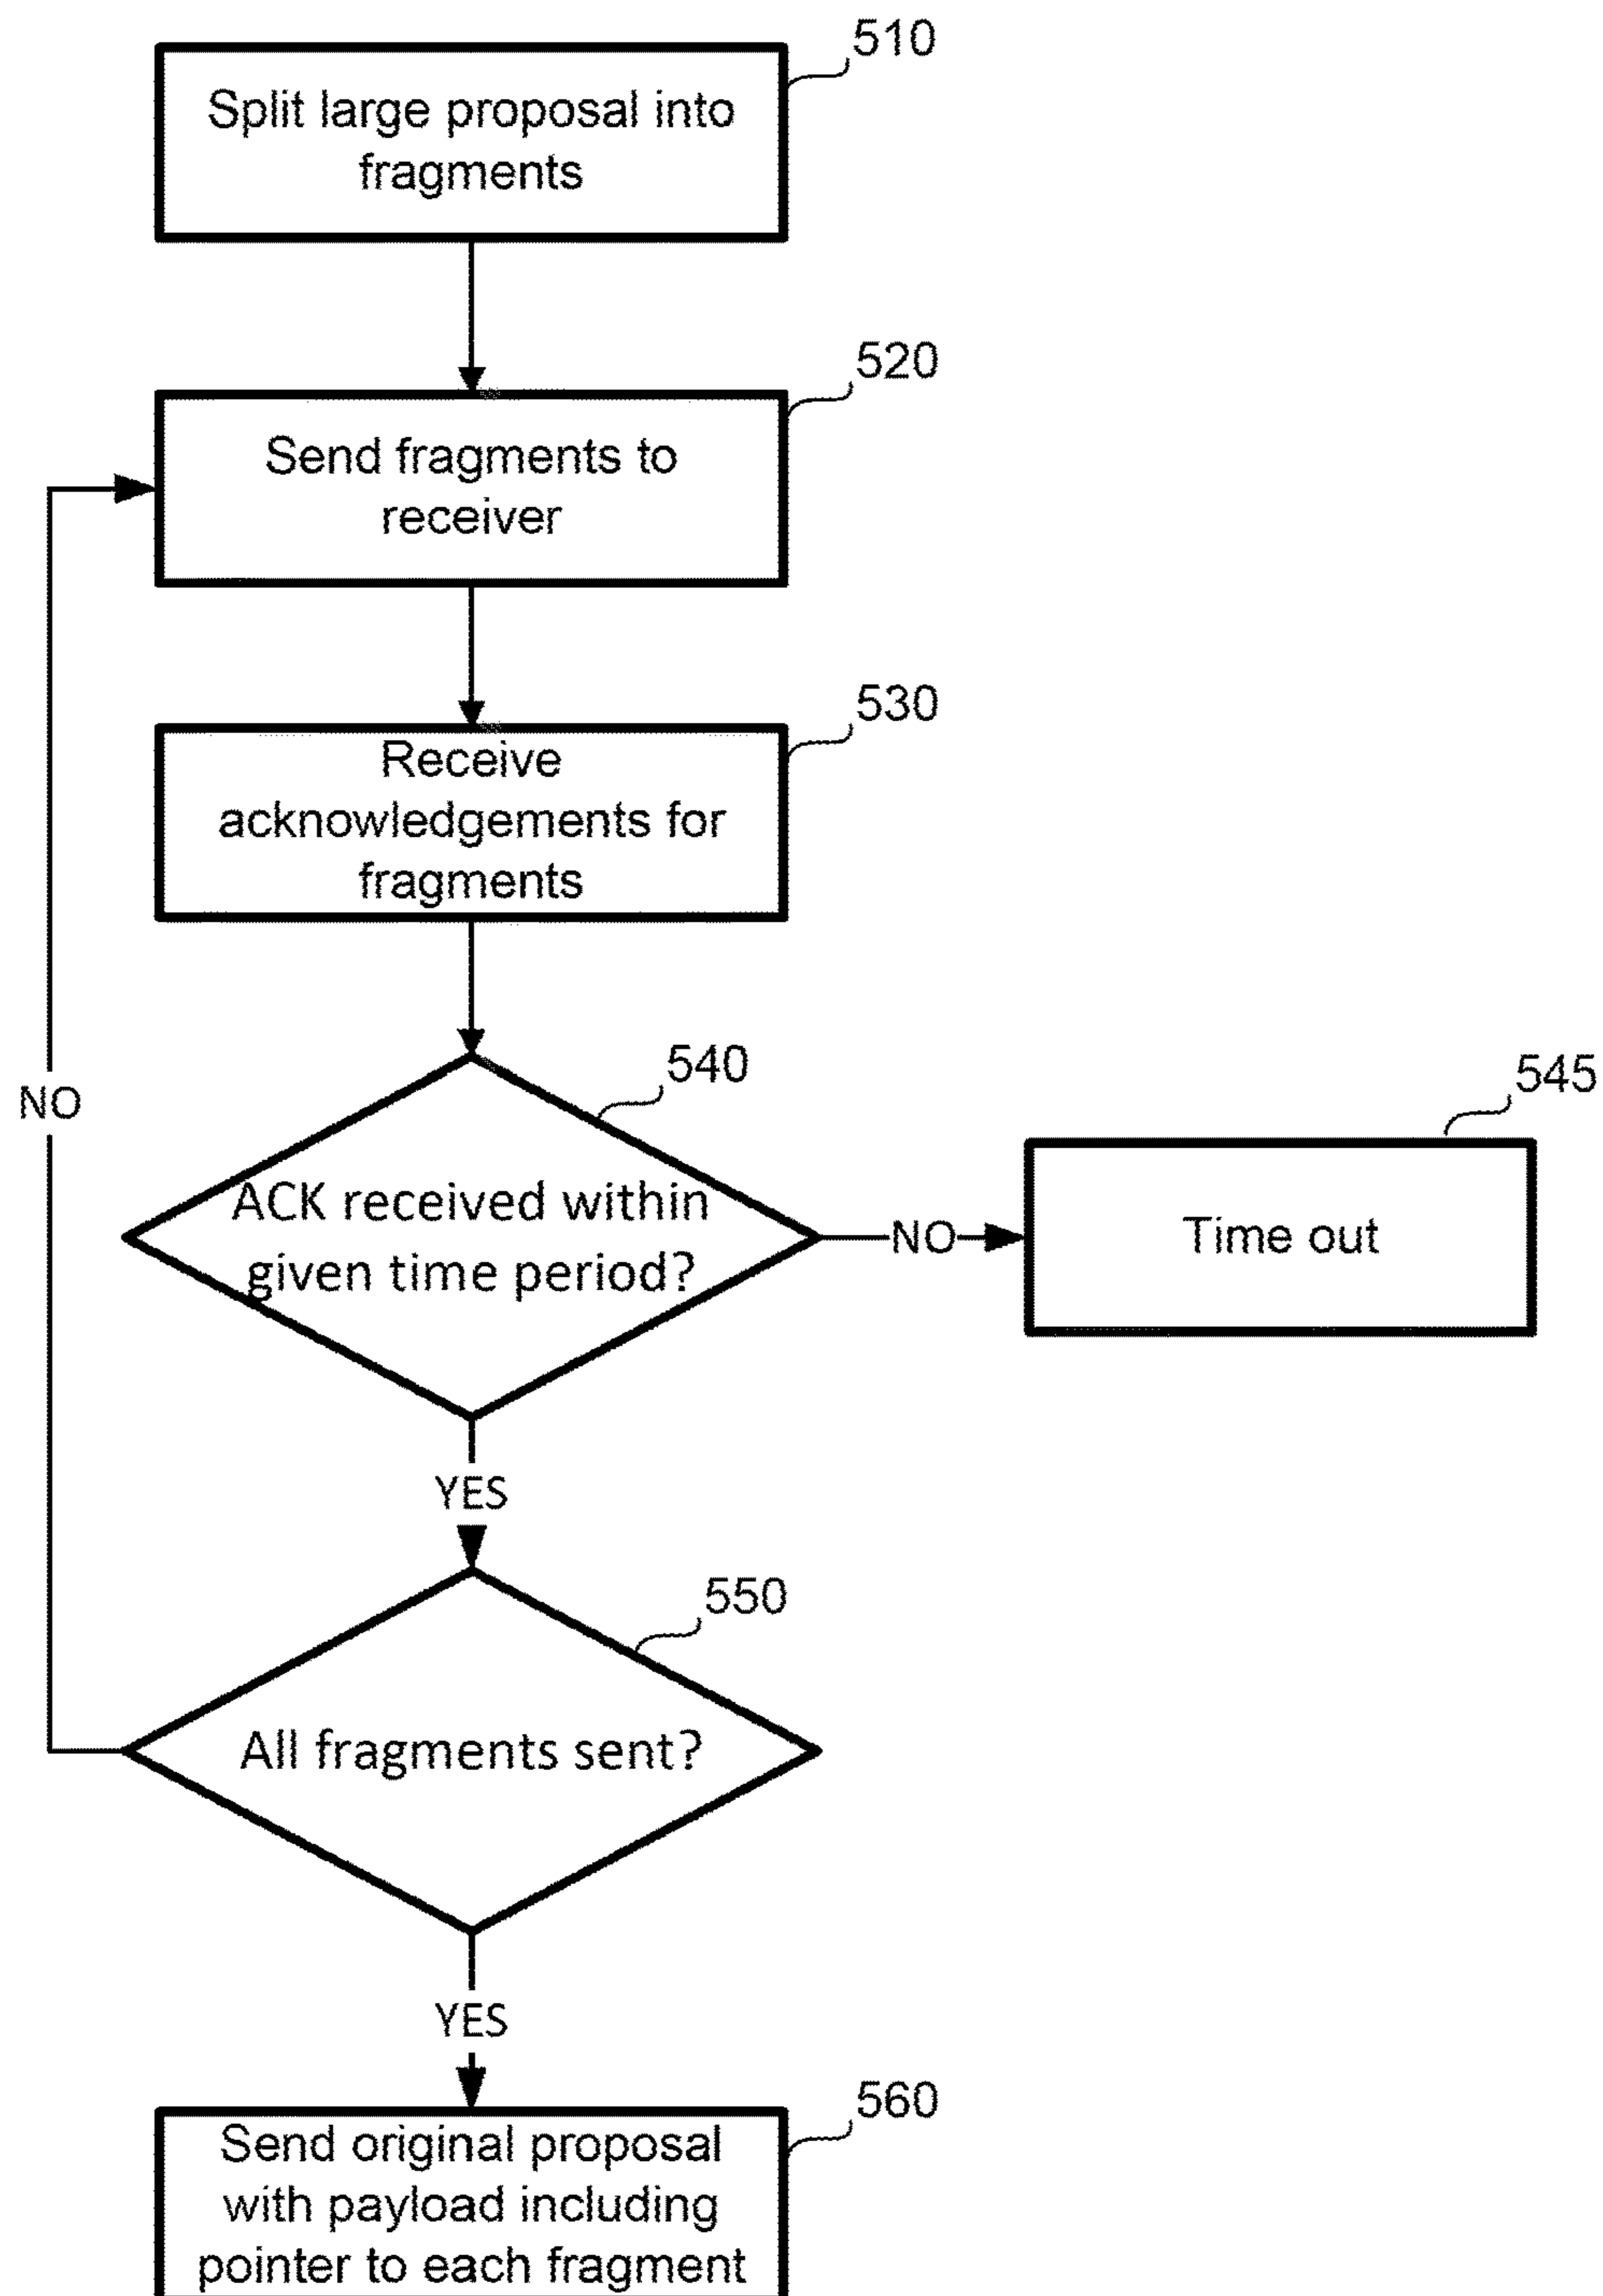 510
Split large proposal into
fragments
520
Send fragments to
receiver
530
Receive
acknowledgements for
fragments
540
545
NO
ACK received within
given time period?
NO
Time out
YES
550
All fragments sent?
YES
560
Send original proposal
with payload including
pointer to each fragment